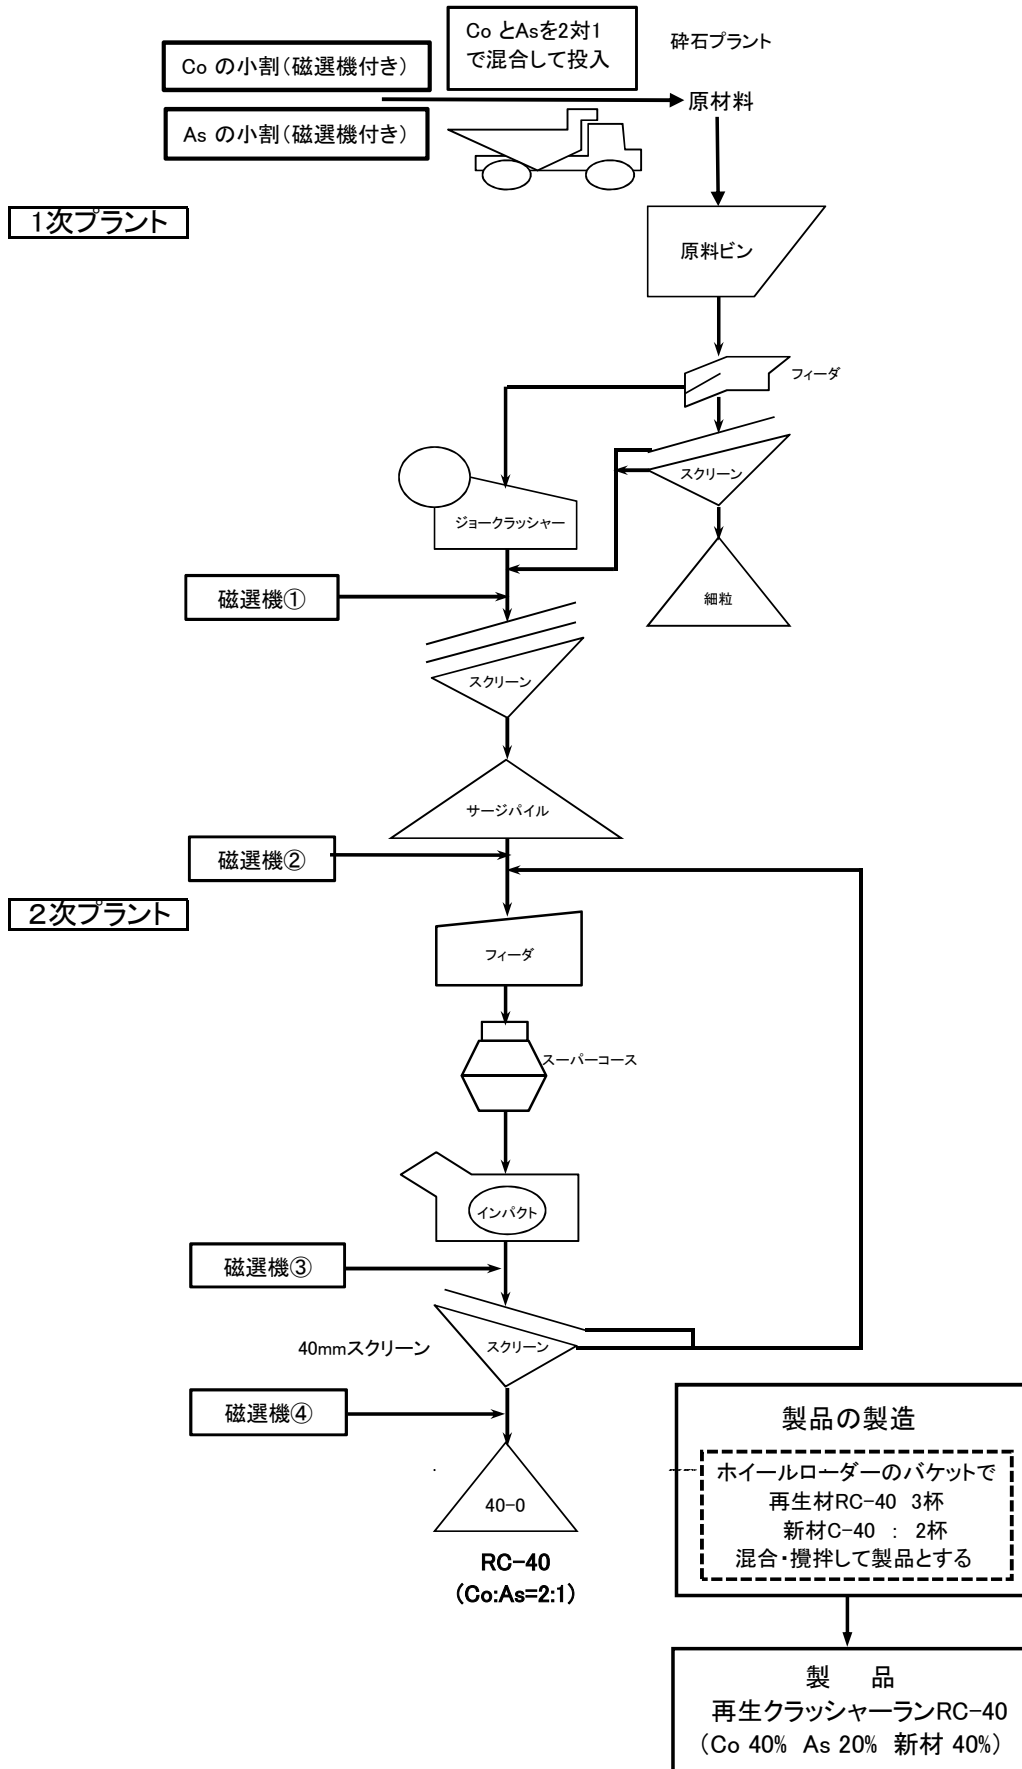 Co とAsを2対1
で混合して投入
砕石プラント
Co の小割(磁選機付き)
原材料
As の小割(磁選機付き)
1次プラント
原料ビン
フィーダ
スクリーン
ジョークラッシャー
磁選機①
細粒
スクリーン
サージパイル
磁選機②
2次プラント
フィーダ
スーパーコース
インパクト
磁選機③
40mmスクリーン
スクリーン
磁選機④
40-0
RC-40
(Co:As=2:1)
製品の製造
ホイールローダーのバケットで
再生材RC-40 3杯
新材C-40 : 2杯
混合・攪拌して製品とする
製 品
再生クラッシャーランRC-40
(Co 40% As 20% 新材 40%)